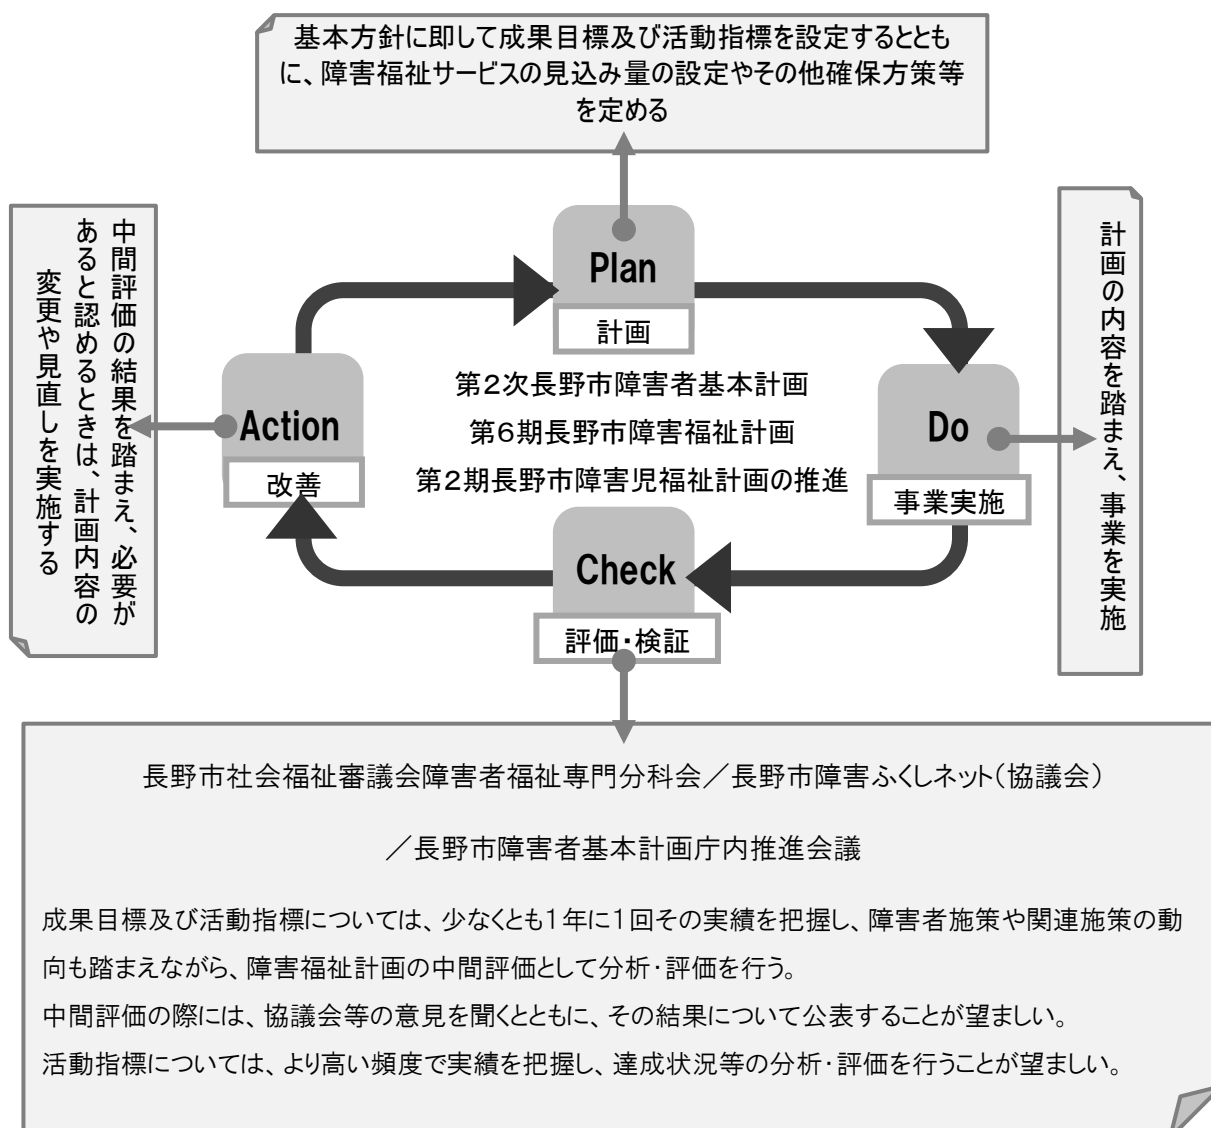 基本方針に即して成果目標及び活動指標を設定するととも
に、障害福祉サービスの見込み量の設定やその他確保方策等
を定める
Plan
計画
計画の内容を踏まえ、事業を実施
中間評価の結果を踏まえ、必要が
あると認めるときは、計画内容の
変更や見直しを実施する
第2次長野市障害者基本計画
第6期長野市障害福祉計画
第2期長野市障害児福祉計画の推進
Action
改善
Do
事業実施
Check
評価・検証
長野市社会福祉審議会障害者福祉専門分科会／長野市障害ふくしネット（協議会）
／長野市障害者基本計画庁内推進会議
成果目標及び活動指標については、少なくとも1年に1回その実績を把握し、障害者施策や関連施策の動
向も踏まえながら、障害福祉計画の中間評価として分析・評価を行う。
中間評価の際には、協議会等の意見を聞くとともに、その結果について公表することが望ましい。
活動指標については、より高い頻度で実績を把握し、達成状況等の分析・評価を行うことが望ましい。